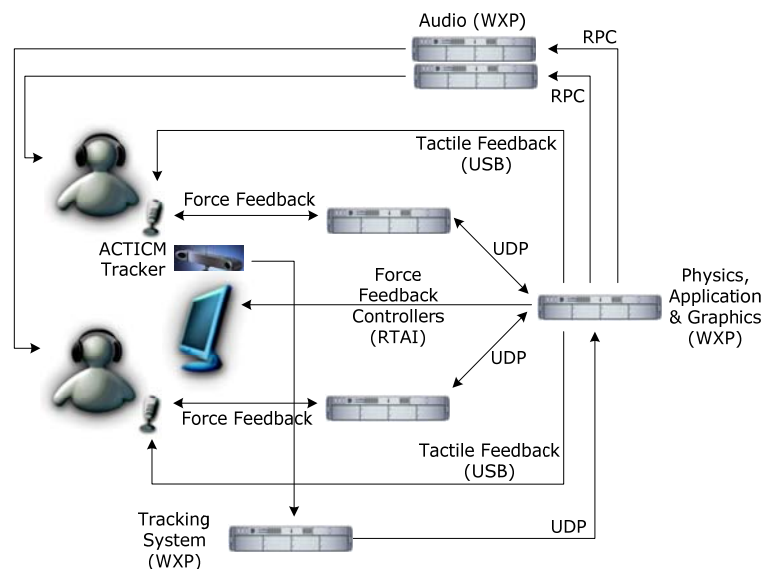 Audio (WXP)
RPC
RPC
Tactile Feedback
(USB)
Force Feedback
UDP
ACTICM
Tracker
Force
Feedback
Controllers
(RTAI)
Physics,
Application
& Graphics
(WXP)
UDP
Force Feedback
Tactile Feedback
(USB)
Tracking
System
(WXP)
UDP